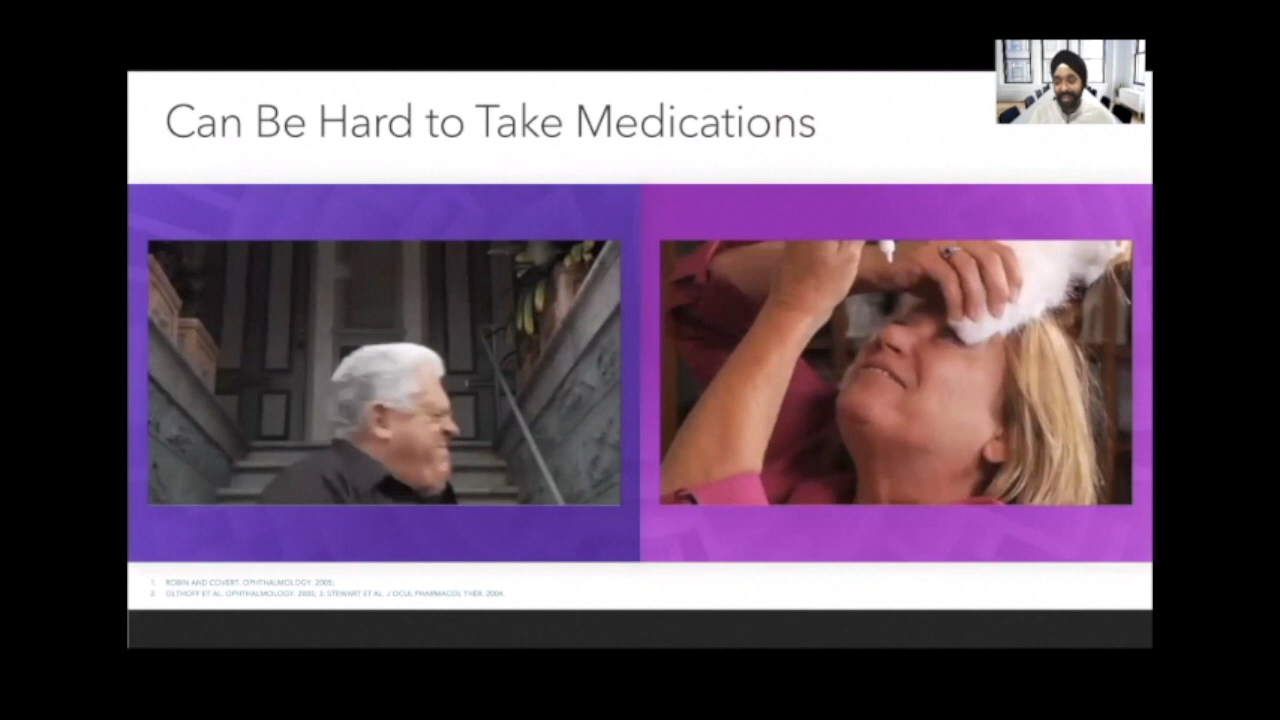 Can Be Hard to Take Medications
1. ROBIN AND COVERT. OPHTHALMOLOGY. 2005;
2. OLTHOFF ET AL. OPHTHALMOLOGY. 2005; 3. STEWART ET AL. J OCUL PHARMACOL THER. 2004.